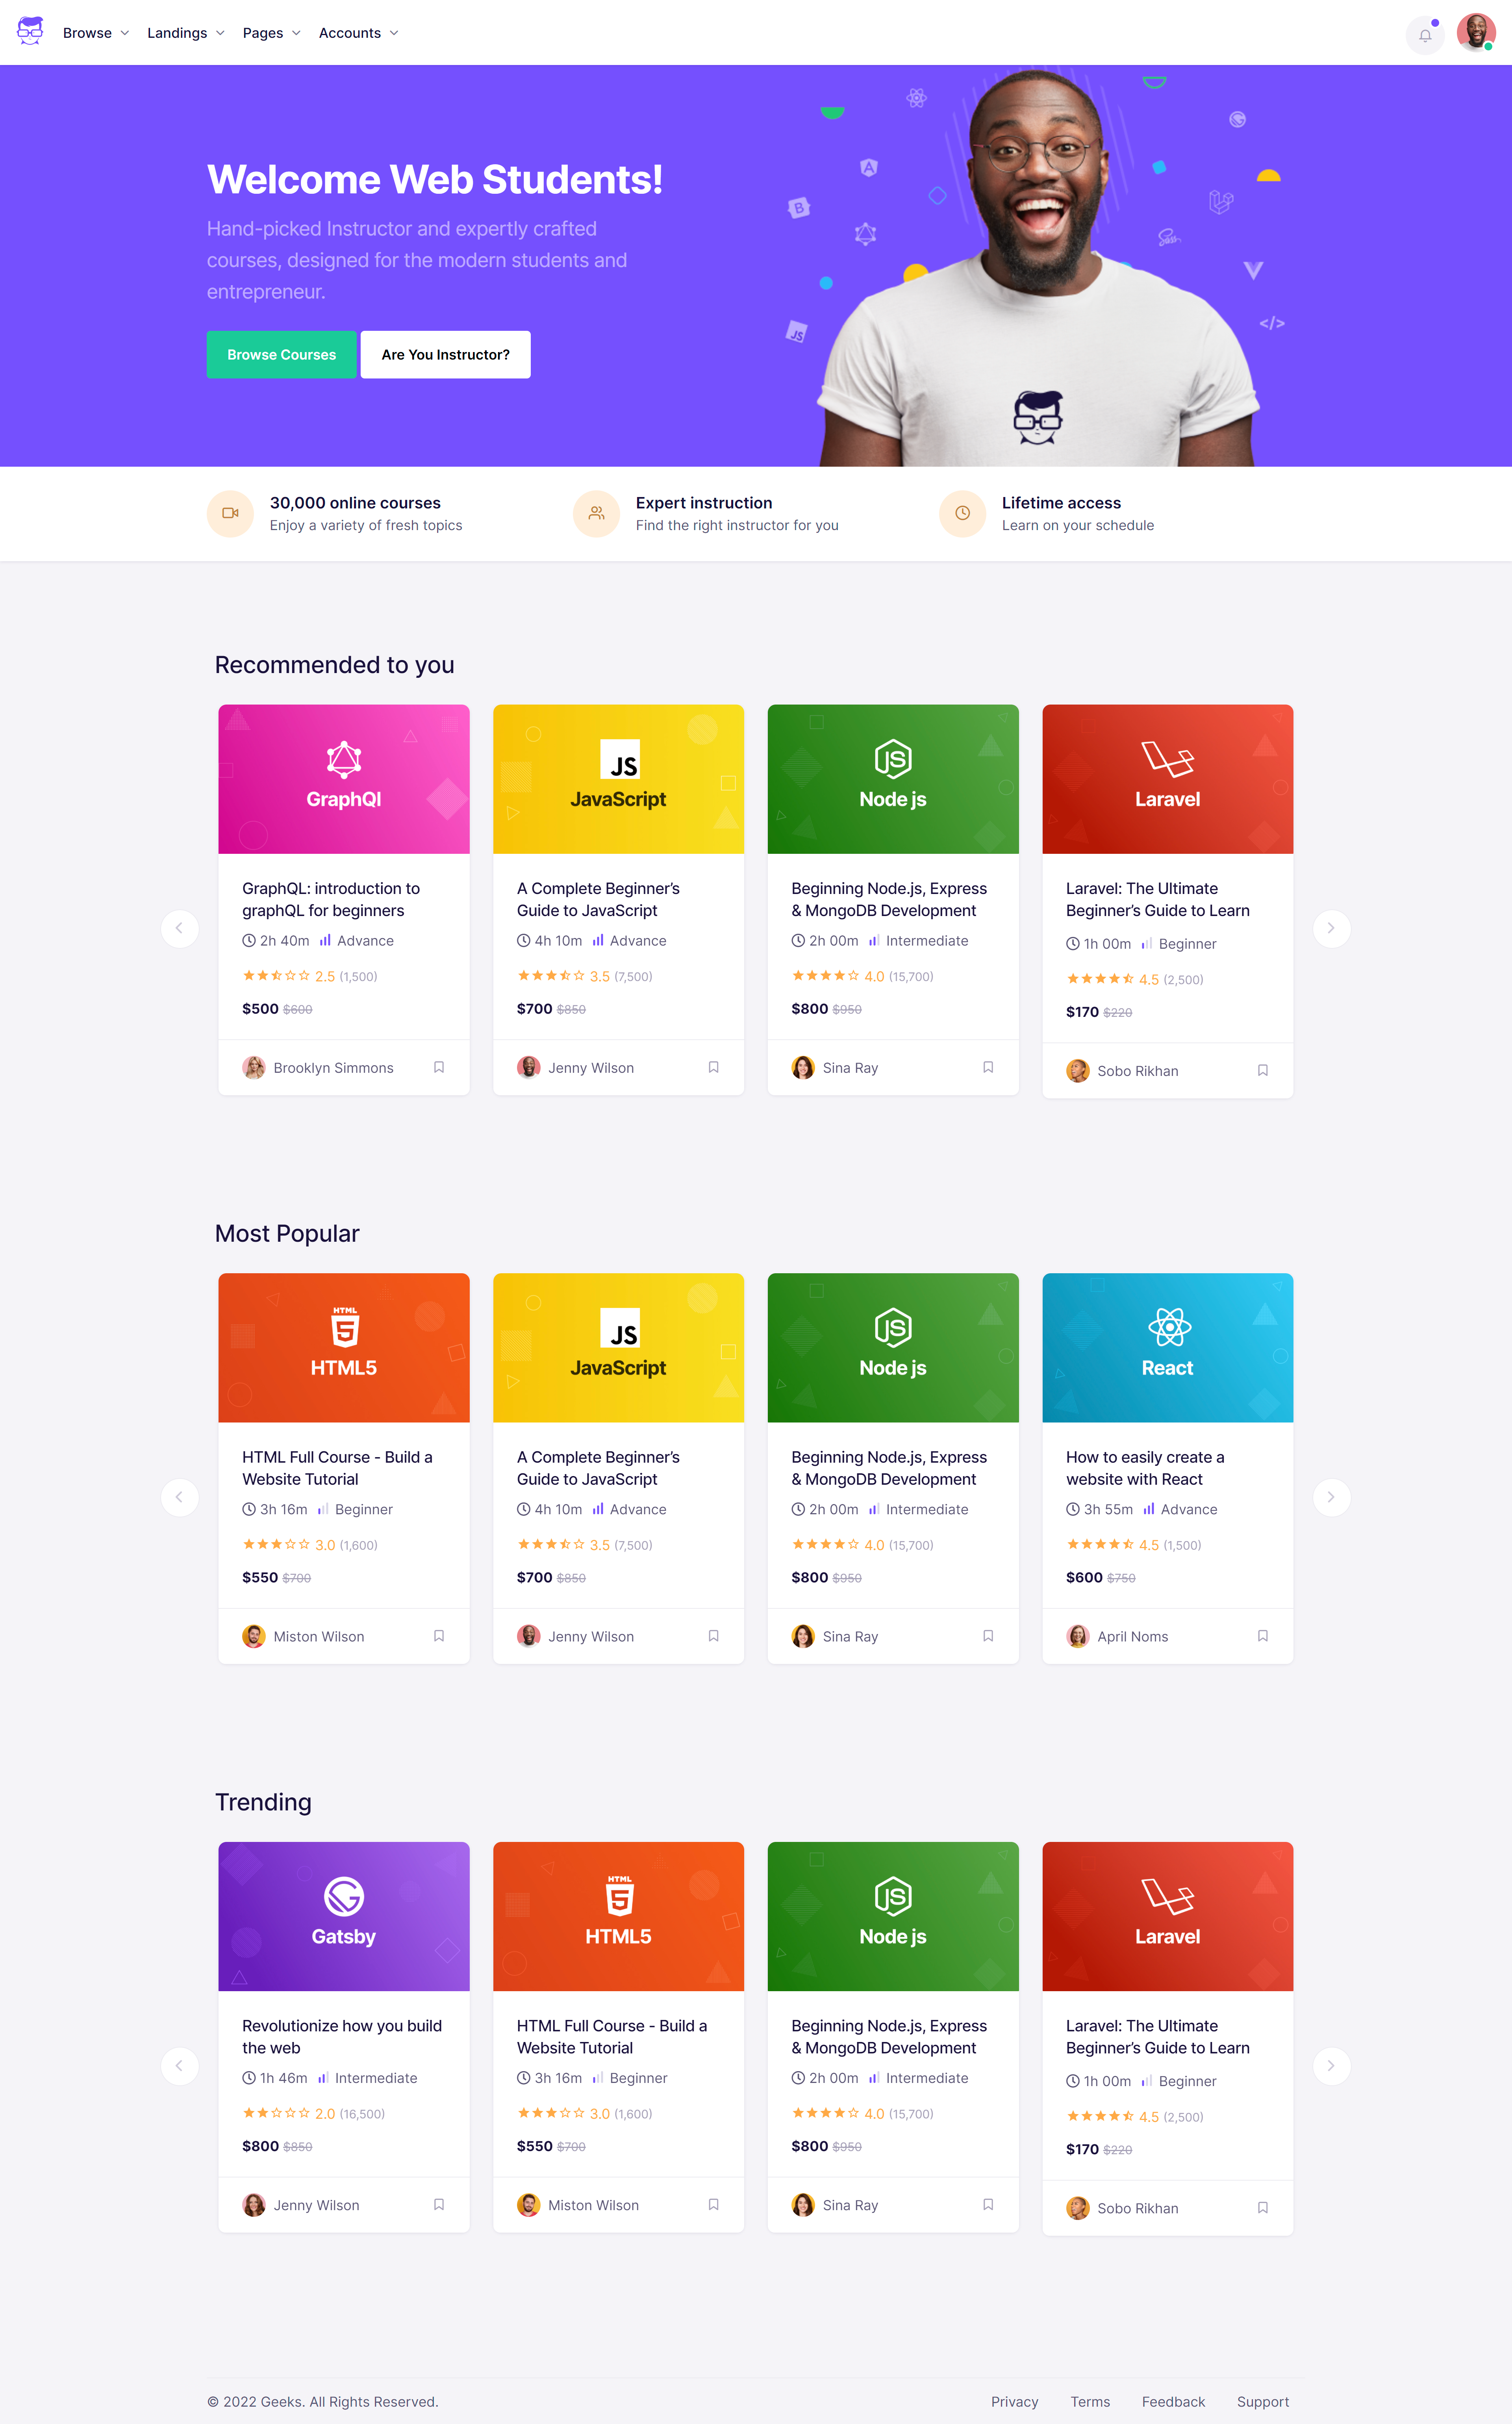 Browse Landings Pages Accounts
Welcome Web Students!
Hand-picked Instructor and expertly crafted
courses, designed for the modern students and
entrepreneur.
Browse Courses Are You Instructor?
B
A
JS
Sass
</>
30,000 online courses
Enjoy a variety of fresh topics
Expert instruction
Find the right instructor for you
Lifetime access
Learn on your schedule
Recommended to you
GraphQl
GraphQL: introduction to
graphQL for beginners
2h 40m Advance
2.5 (1,500)
$500 $600
Brooklyn Simmons
JS
JavaScript
A Complete Beginner’s
Guide to JavaScript
4h 10m Advance
3.5 (7,500)
$700 $850
Jenny Wilson
JS
Node js
Beginning Node.js, Express
& MongoDB Development
2h 00m Intermediate
4.0 (15,700)
$800 $950
Sina Ray
Laravel
Laravel: The Ultimate
Beginner’s Guide to Learn
1h 00m Beginner
4.5 (2,500)
$170 $220
Sobo Rikhan
Most Popular
HTML
5
HTML5
HTML Full Course - Build a
Website Tutorial
3h 16m Beginner
3.0 (1,600)
$550 $700
Miston Wilson
JS
JavaScript
A Complete Beginner’s
Guide to JavaScript
4h 10m Advance
3.5 (7,500)
$700 $850
Jenny Wilson
JS
Node js
Beginning Node.js, Express
& MongoDB Development
2h 00m Intermediate
4.0 (15,700)
$800 $950
Sina Ray
React
How to easily create a
website with React
3h 55m Advance
4.5 (1,500)
$600 $750
April Noms
Trending
Gatsby
Revolutionize how you build
the web
1h 46m Intermediate
2.0 (16,500)
$800 $850
Jenny Wilson
HTML
5
HTML5
HTML Full Course - Build a
Website Tutorial
3h 16m Beginner
3.0 (1,600)
$550 $700
Miston Wilson
JS
Node js
Beginning Node.js, Express
& MongoDB Development
2h 00m Intermediate
4.0 (15,700)
$800 $950
Sina Ray
Laravel
Laravel: The Ultimate
Beginner’s Guide to Learn
1h 00m Beginner
4.5 (2,500)
$170 $220
Sobo Rikhan
© 2022 Geeks. All Rights Reserved.
Privacy Terms Feedback Support